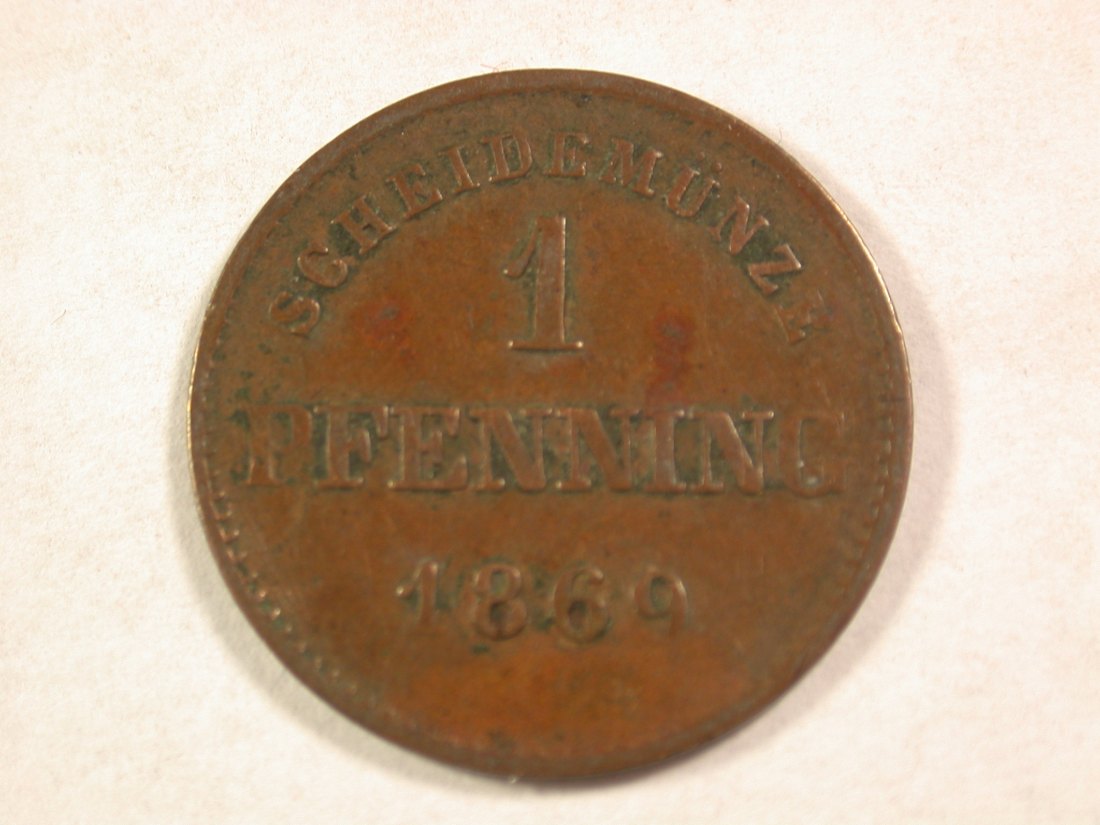 SCHEIDEMÜNZE
1
PFENNING
1869